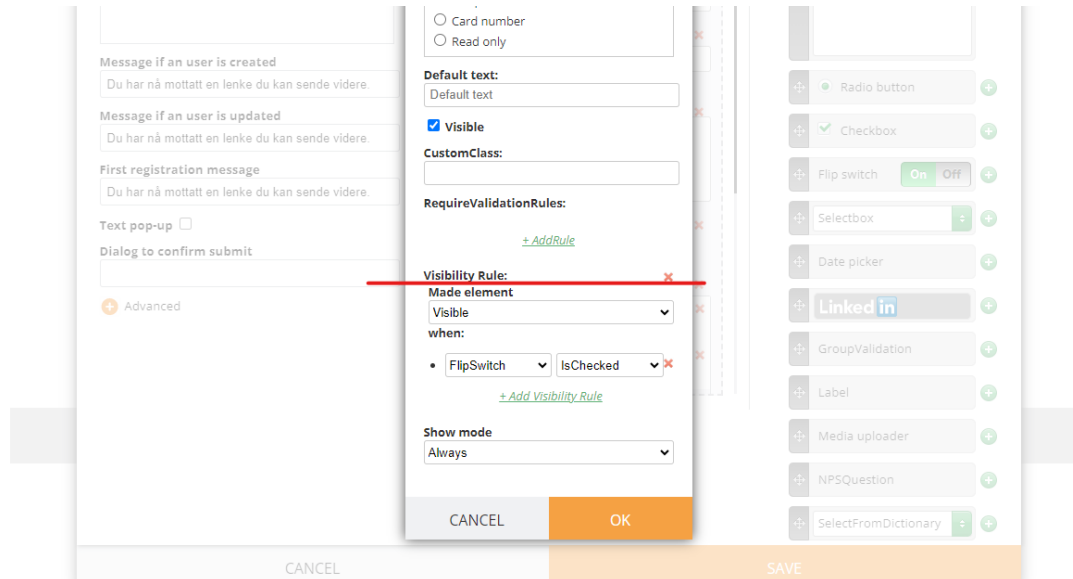 Message if an user is created
Du har nå mottatt en lenke du kan sende videre.
Message if an user is updated
Du har nå mottatt en lenke du kan sende videre.
First registration message
Du har nå mottatt en lenke du kan sende videre.
Text pop-up
Dialog to confirm submit
Advanced
Card number
Read only
Default text:
Default text
Visible
CustomClass:
RequireValidationRules:
+ AddRule
Visibility Rule:
Made element
Visible
when:
FlipSwitch IsChecked
+ Add Visibility Rule
Show mode
Always
CANCEL OK
Radio button
Checkbox
Flip switch On Off
Selectbox
Date picker
Linked in
GroupValidation
Label
Media uploader
NPSQuestion
SelectFromDictionary
CANCEL SAVE